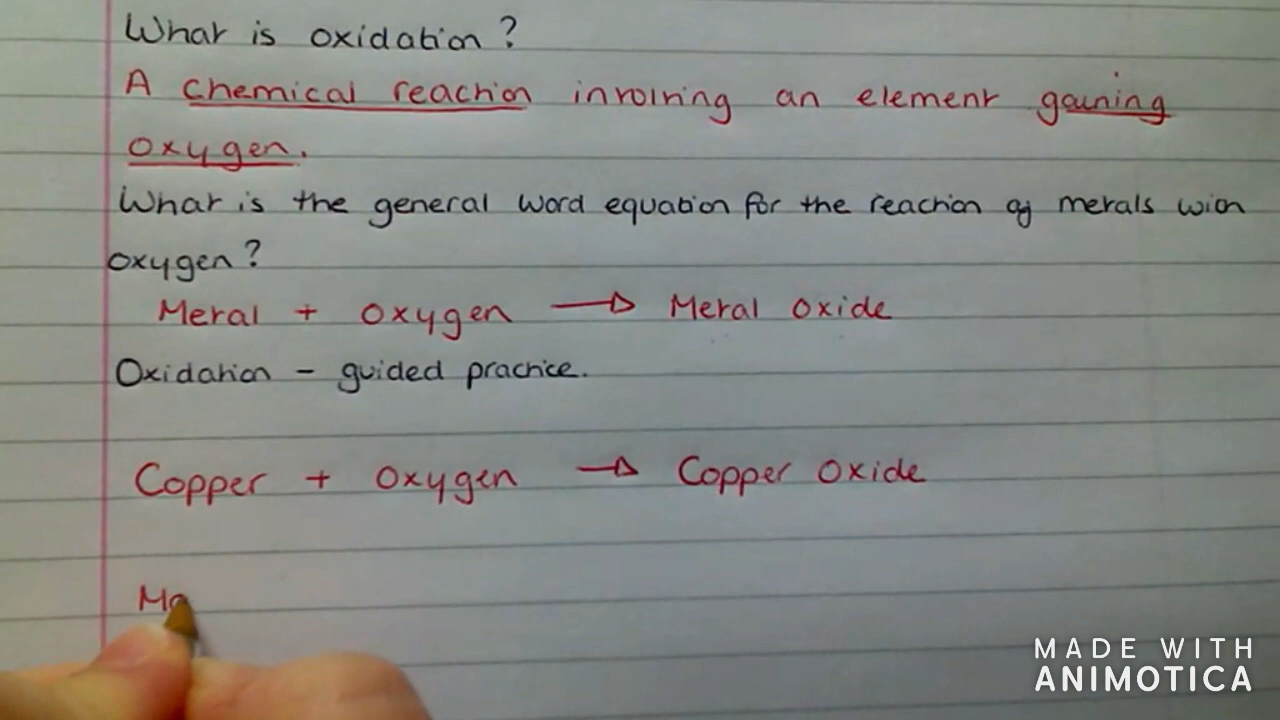 What is oxidation?
A chemical reaction involving an element gaining
oxygen.
What is the general word equation for the reaction of metals with
oxygen?
Metal + Oxygen → Metal Oxide
Oxidation – guided practice.
Copper + Oxygen → Copper Oxide
Ma
MADE WITH
ANIMOTICA